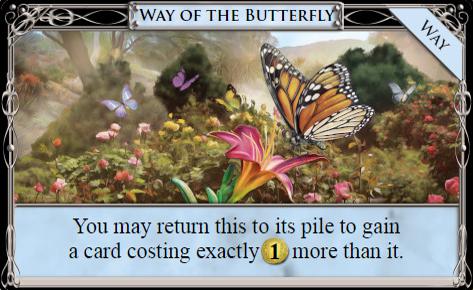 Way of the Butterfly
Way
You may return this to its pile to gain
a card costing exactly 1 more than it.